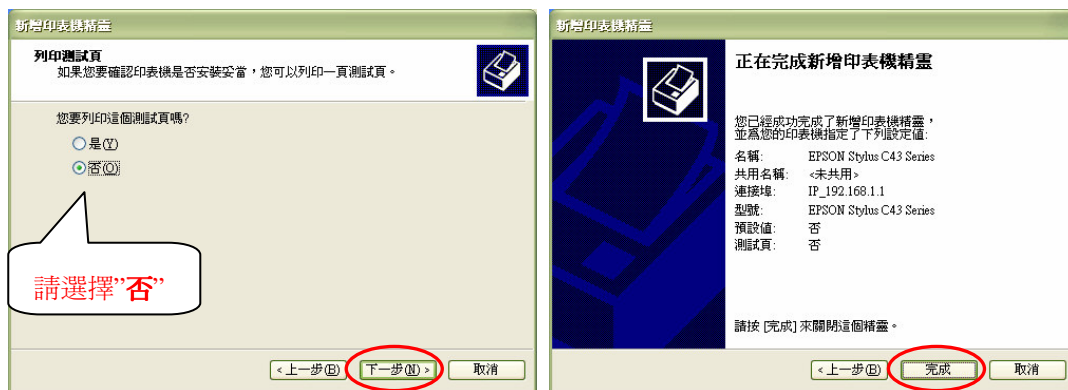 新增印表機精靈
列印測試頁
如果您要確認印表機是否安裝妥當，您可以列印一頁測試頁。
您要列印這個測試頁嗎?
是(Y)
否(O)
請選擇”否”
<上一步(B)
下一步(N)>
取消
新增印表機精靈
正在完成新增印表機精靈
您已經成功完成了新增印表機精靈，
並為您的印表機指定了下列設定值:
名稱: EPSON Stylus C43 Series
共用名稱: <未共用>
連接埠: IP_192.168.1.1
型號: EPSON Stylus C43 Series
預設值: 否
測試頁: 否
請按 [完成] 來關閉這個精靈。
<上一步(B)
完成
取消